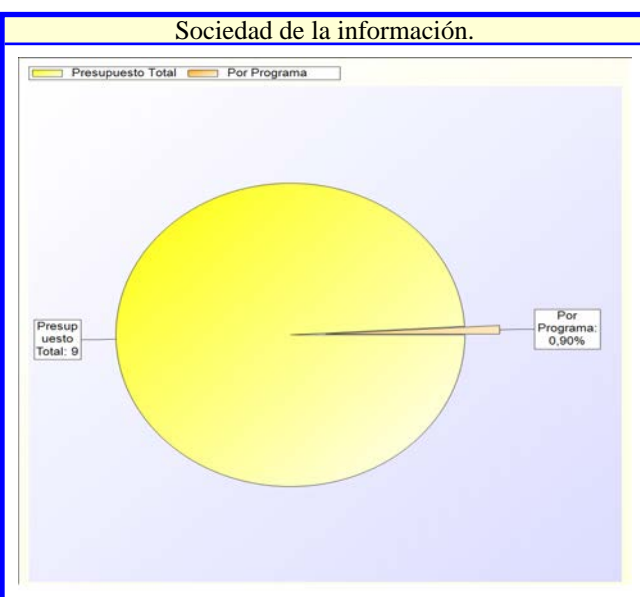 Sociedad de la información.
Presupuesto Total Por Programa
Presup
uesto
Total: 9
Por
Programa:
0,90%